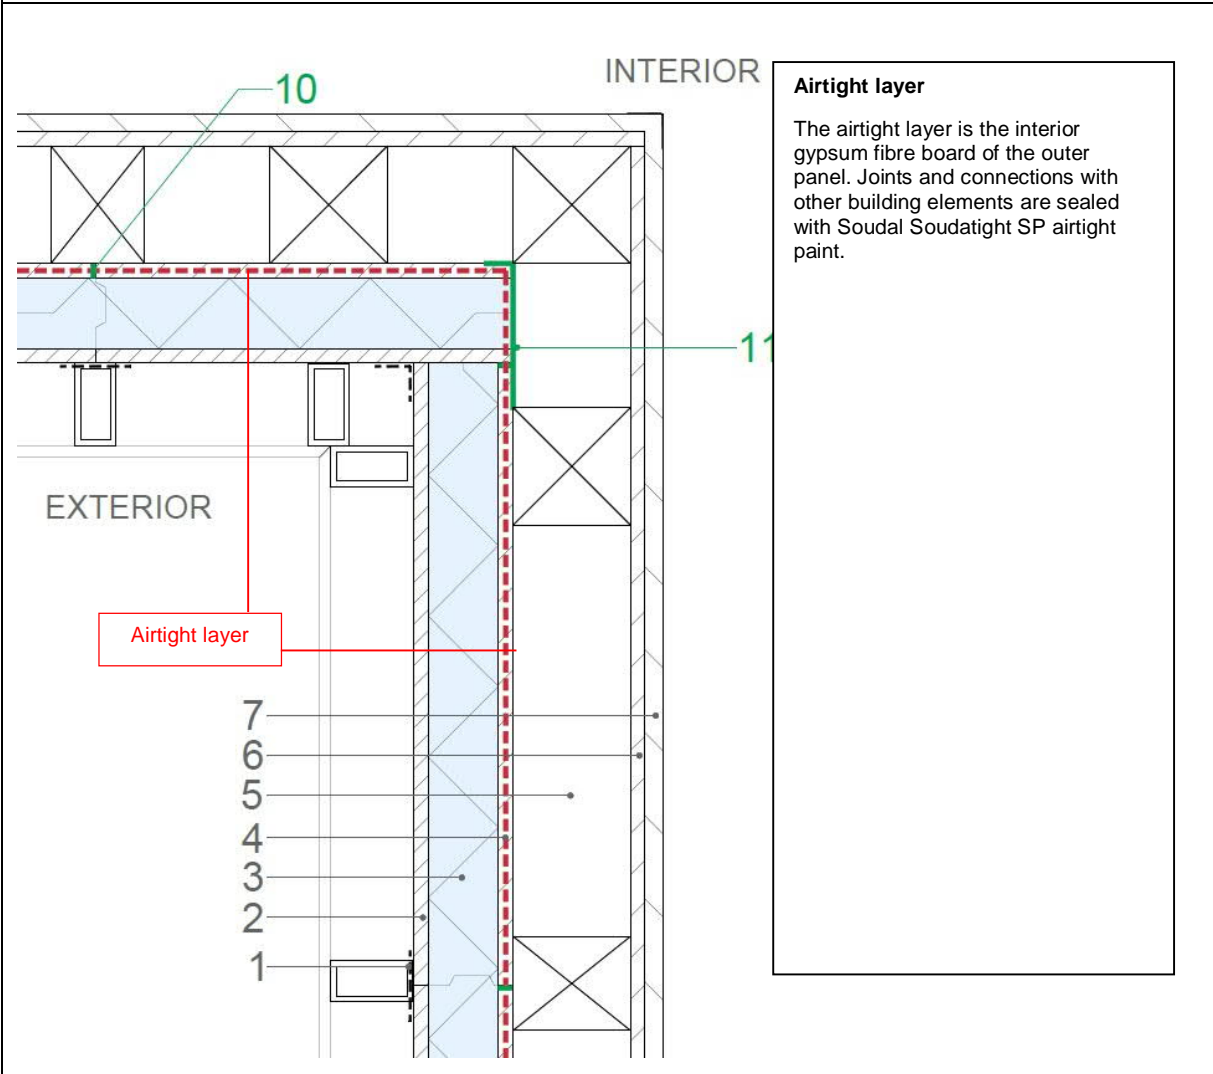 INTERIOR
10
11
EXTERIOR
Airtight layer
7
6
5
4
3
2
1
Airtight layer
The airtight layer is the interior
gypsum fibre board of the outer
panel. Joints and connections with
other building elements are sealed
with Soudal Soudatight SP airtight
paint.